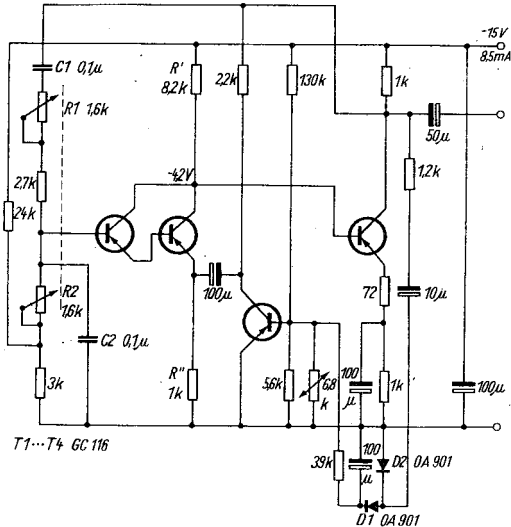 -15V
8,5mA
C1 0,1µ
R'
8,2k
2,2k
130k
1k
R1 1,6k
50µ
2,7k
1,2k
-4,2V
24k
R2
1,6k
100µ
72
10µ
C2 0,1µ
R"
1k
5,6k
6,8
k
100
µ
1k
100µ
3k
T1...T4 GC 116
39k
100
µ
D2 OA 901
D1 OA 901